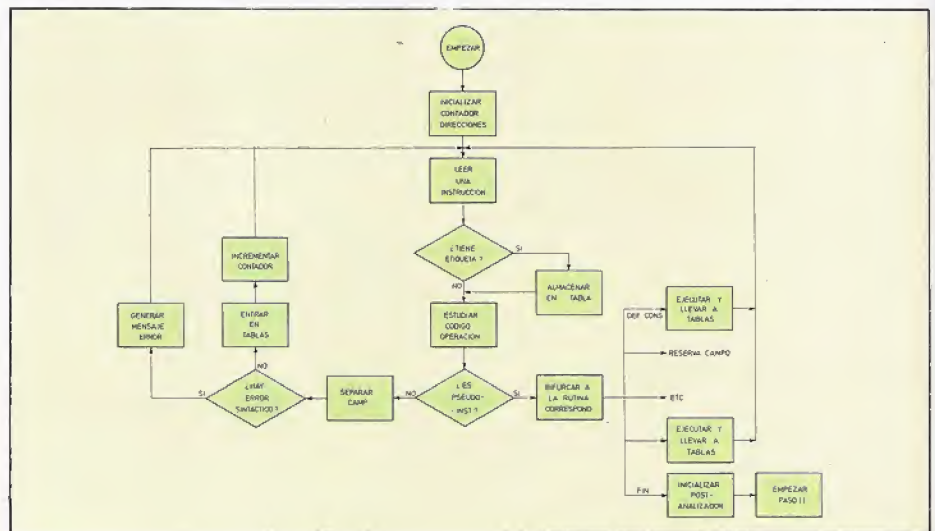 EMPEZAR
INICIALIZAR
CONTADOR
DIRECCIONES
LEER
UNA
INSTRUCCION
¿TIENE
ETIQUETA?
SI
NO
ALMACENAR
EN TABLA
ESTUDIAR
CODIGO
OPERACION
¿ES
PSEUDO-
-INST?
NO
SI
SEPARAR
CAMP
¿HAY
ERROR
SINTACTICO?
SI
NO
GENERAR
MENSAJE
ERROR
ENTRAR
EN
TABLAS
INCREMENTAR
CONTADOR
BIFURCAR A
LA RUTINA
CORRESPOND
DEF CONS
EJECUTAR Y
LLEVAR A
TABLAS
RESERVA CAMPO
ETC
EJECUTAR Y
LLEVAR A
TABLAS
FIN
INICIALIZAR
POST-
ANALIZADOR
EMPEZAR
PASO II